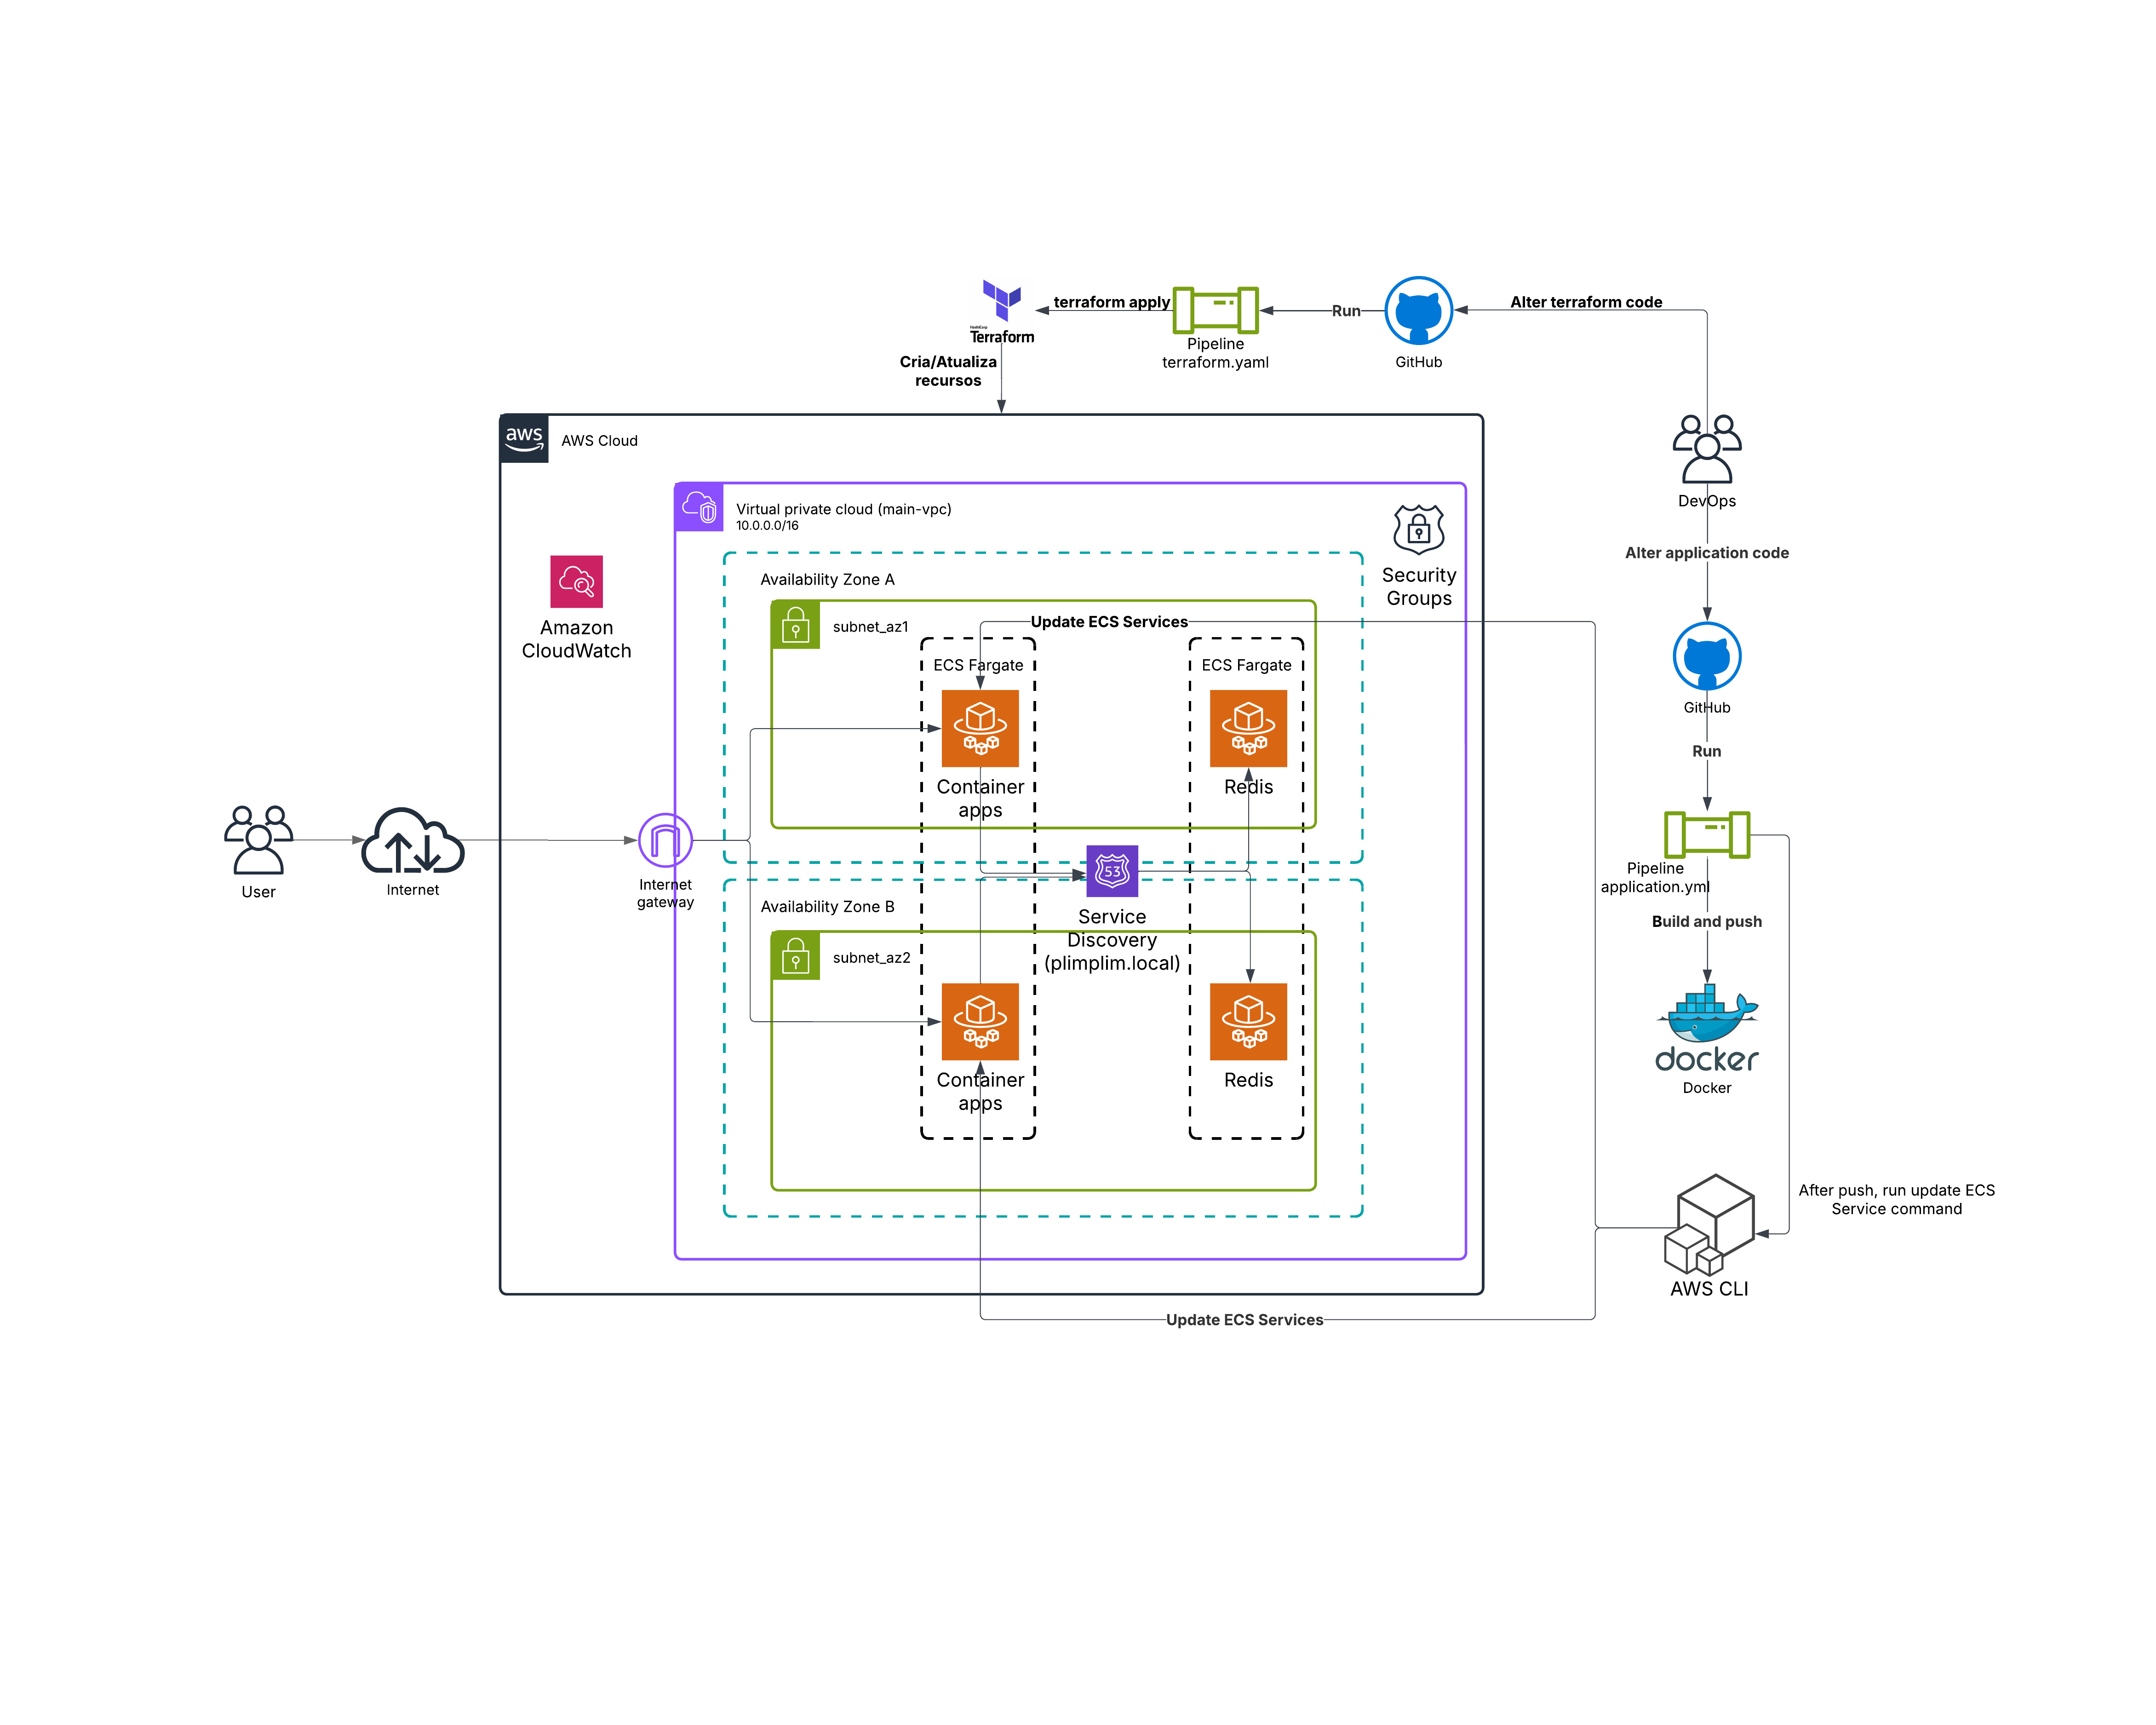 HashiCorp
Terraform
terraform apply
Pipeline
terraform.yaml
Run
GitHub
Alter terraform code
Cria/Atualiza
recursos
aws
AWS Cloud
Virtual private cloud (main-vpc)
10.0.0.0/16
Security
Groups
Amazon
CloudWatch
Availability Zone A
subnet_az1
Update ECS Services
ECS Fargate
ECS Fargate
Container
apps
Redis
User
Internet
Internet
gateway
53
Service
Discovery
(plimplim.local)
Availability Zone B
subnet_az2
Container
apps
Redis
Update ECS Services
DevOps
Alter application code
GitHub
Run
Pipeline
application.yml
Build and push
docker
Docker
After push, run update ECS
Service command
AWS CLI